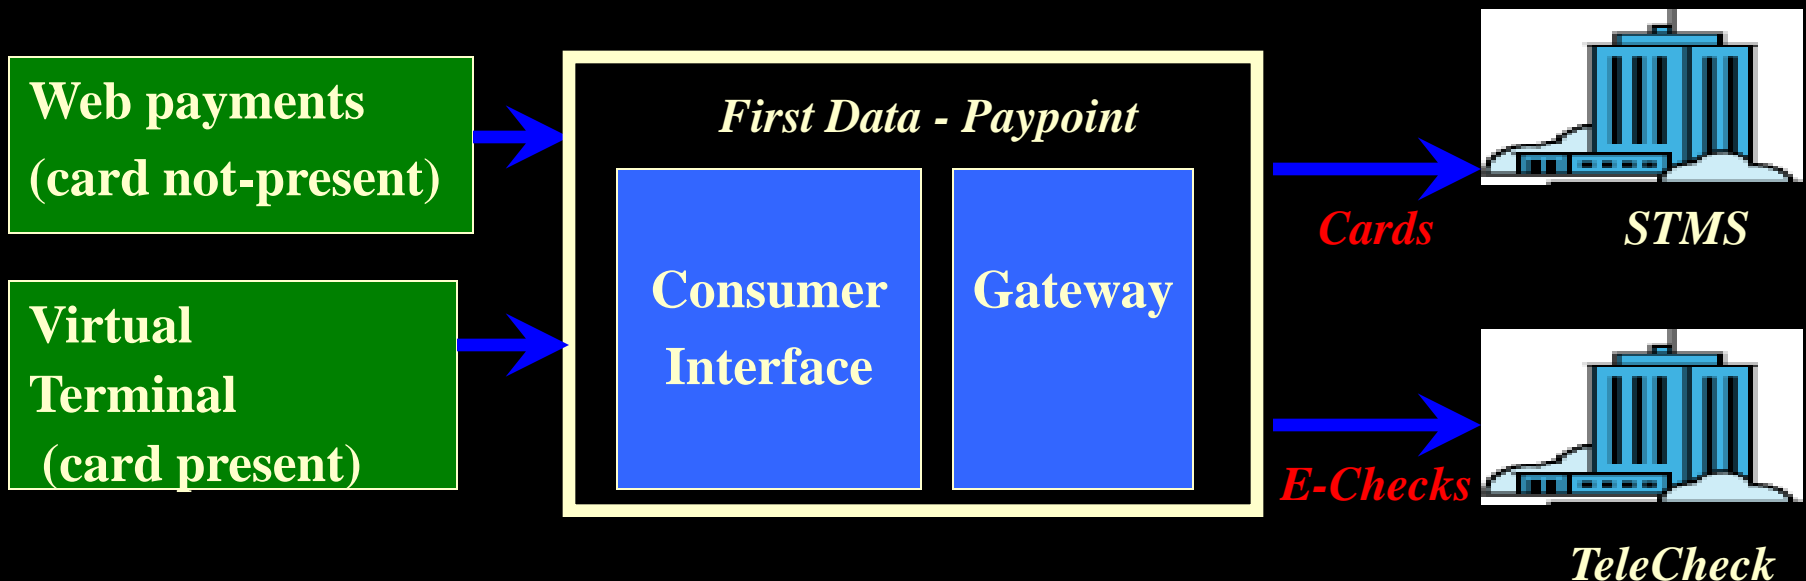 Web payments
(card not-present)
Virtual
Terminal
(card present)
First Data - Paypoint
Consumer
Interface
Gateway
Cards
STMS
E-Checks
TeleCheck